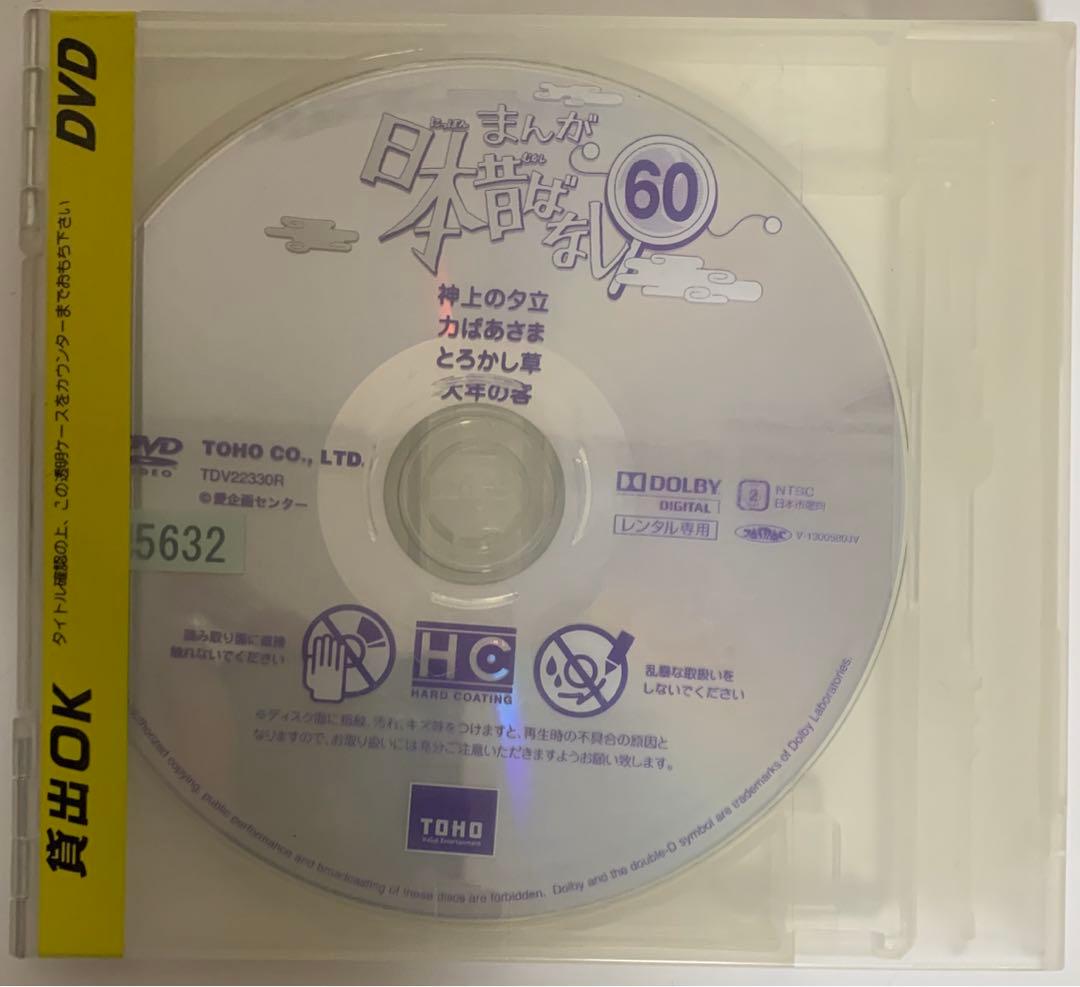 DVD
タイトル確認の上、この透明ケースをカウンターまでおもち下さい
貸出OK
まんが
にっぽん
日本
むかし
昔ばなし
60
神上の夕立
力ばあさま
とろかし草
大年の客
DVD
VIDEO
TOHO CO., LTD.
TDV22330R
©愛企画センター
5632
DOLBY
DIGITAL
レンタル専用
2
NTSC
日本市場向
V-1300580JV
読み取り面に直接
触れないでください
HC
HARD COATING
乱暴な取扱いを
しないでください
※ディスク面に指紋、汚れ、キズ等をつけますと、再生時の不具合の原因と
なりますので、お取り扱いには充分ご注意いただきますようお願い致します。
TOHO
authorized copying, public performance and broadcasting of these discs are forbidden. Dolby and the double-D symbol are trademarks of Dolby Laboratories.